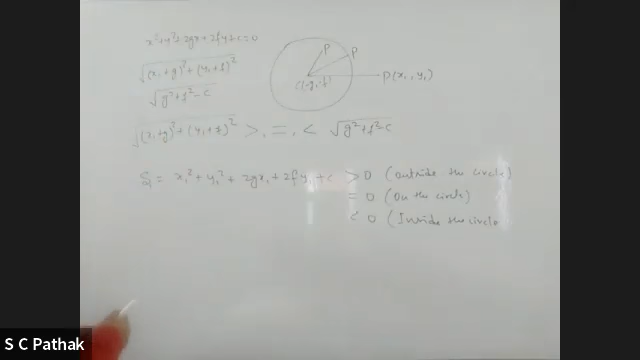 x²+y²+2gx+2fy+c=0
√(x₁+g)²+(y₁+f)²
√g²+f²-c
P
P
C(-g,-f)
P(x₁, y₁)
√(x₁+g)²+(y₁+f)² >, =, < √g²+f²-c
S₁ = x₁²+y₁²+2gx₁+2fy₁+c > 0 (outside the circle)
= 0 (On the circle)
< 0 (Inside the circle
S C Pathak